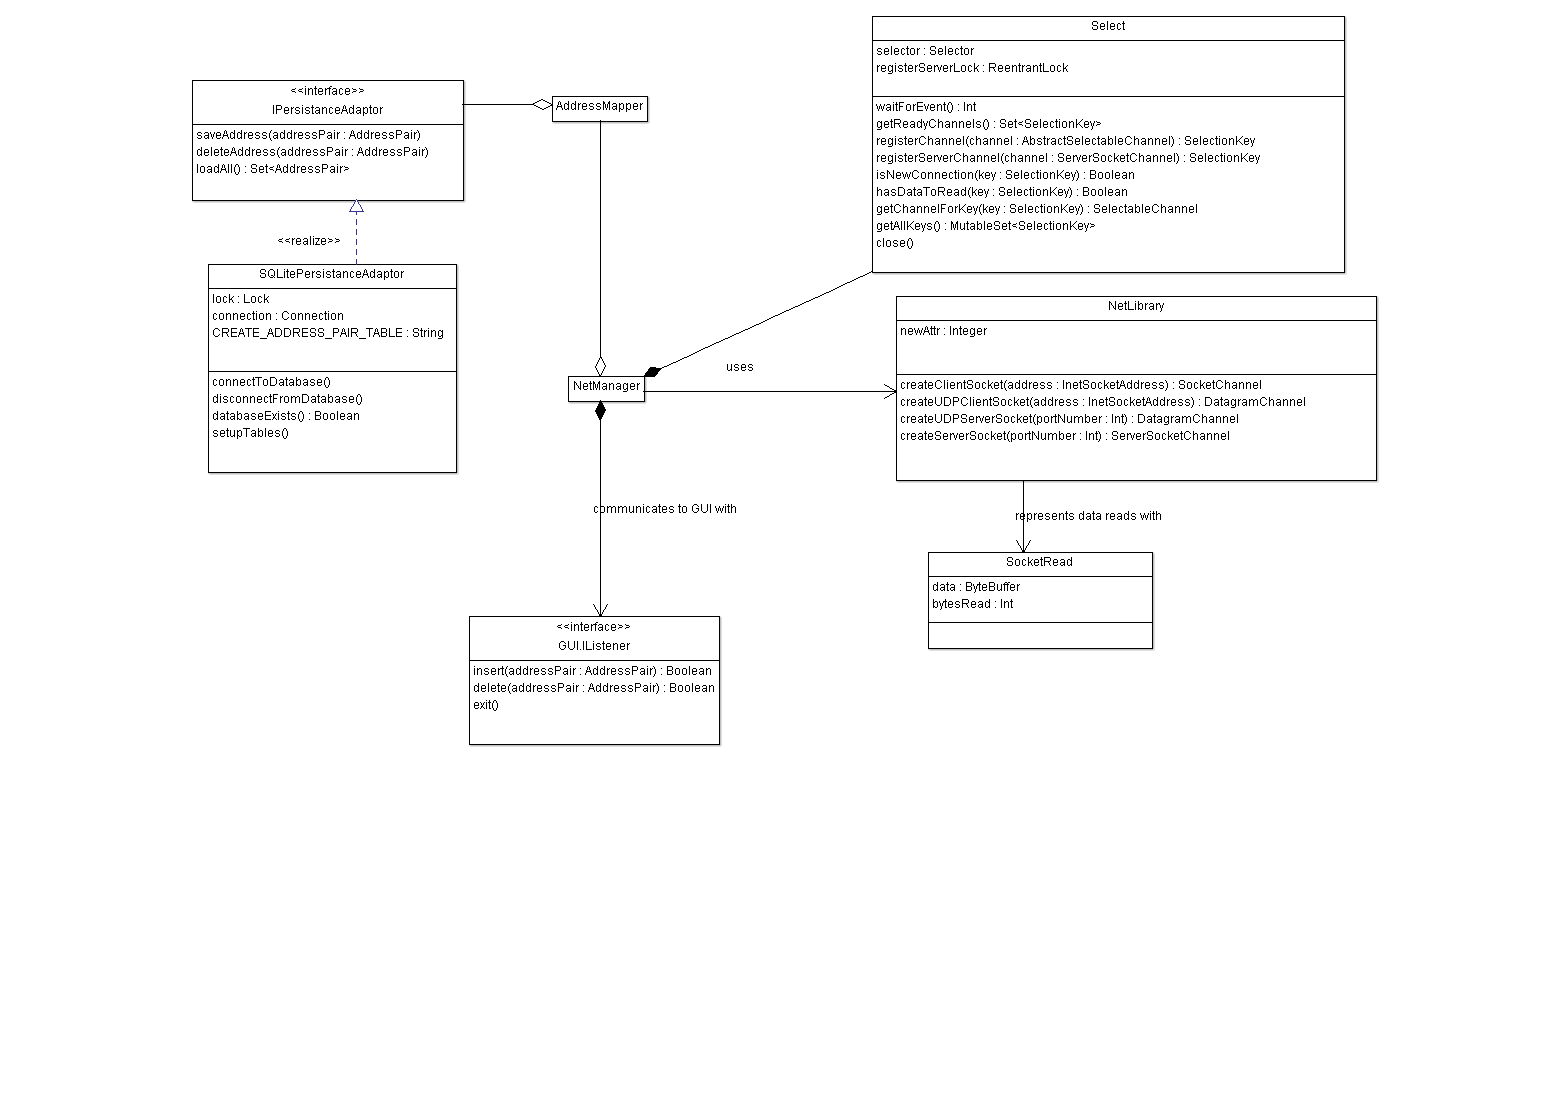 Select
selector : Selector
registerServerLock : ReentrantLock
waitForEvent() : Int
getReadyChannels() : Set<SelectionKey>
registerChannel(channel : AbstractSelectableChannel) : SelectionKey
registerServerChannel(channel : ServerSocketChannel) : SelectionKey
isNewConnection(key : SelectionKey) : Boolean
hasDataToRead(key : SelectionKey) : Boolean
getChannelForKey(key : SelectionKey) : SelectableChannel
getAllKeys() : MutableSet<SelectionKey>
close()
<<interface>>
IPersistanceAdaptor
saveAddress(addressPair : AddressPair)
deleteAddress(addressPair : AddressPair)
loadAll() : Set<AddressPair>
AddressMapper
<<realize>>
SQLitePersistanceAdaptor
lock : Lock
connection : Connection
CREATE_ADDRESS_PAIR_TABLE : String
connectToDatabase()
disconnectFromDatabase()
databaseExists() : Boolean
setupTables()
NetManager
uses
NetLibrary
newAttr : Integer
createClientSocket(address : InetSocketAddress) : SocketChannel
createUDPClientSocket(address : InetSocketAddress) : DatagramChannel
createUDPServerSocket(portNumber : Int) : DatagramChannel
createServerSocket(portNumber : Int) : ServerSocketChannel
communicates to GUI with
represents data reads with
SocketRead
data : ByteBuffer
bytesRead : Int
<<interface>>
GUI.IListener
insert(addressPair : AddressPair) : Boolean
delete(addressPair : AddressPair) : Boolean
exit()